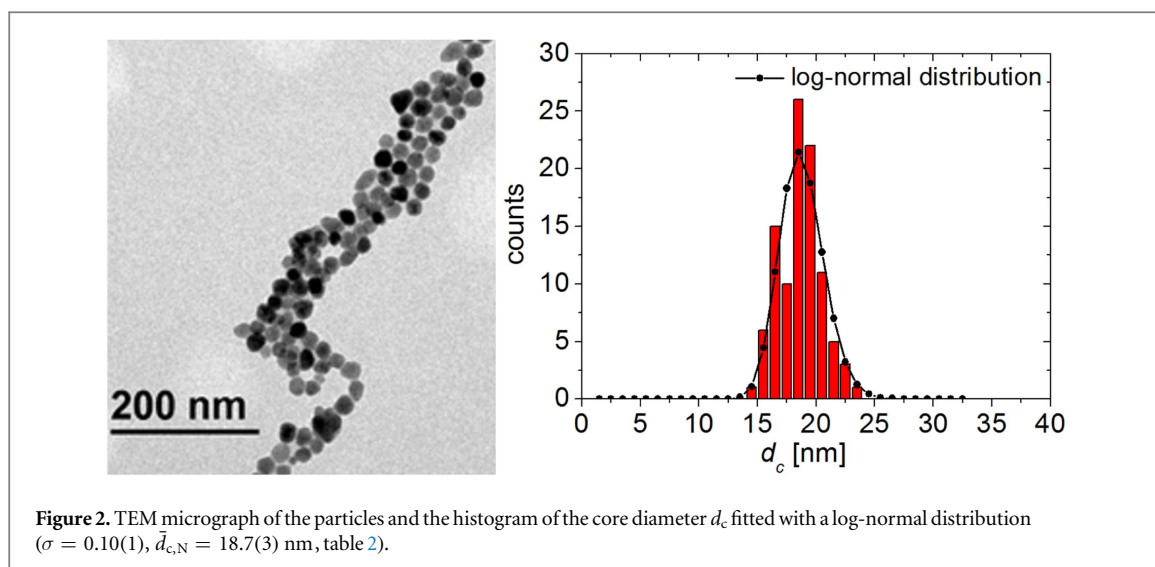 200 nm
30
25
20
15
10
5
0
counts
log-normal distribution
0 5 10 15 20 25 30 35 40
d_c [nm]
Figure 2. TEM micrograph of the particles and the histogram of the core diameter d_c fitted with a log-normal distribution
(σ = 0.10(1), d̄_c,N = 18.7(3) nm, table 2).